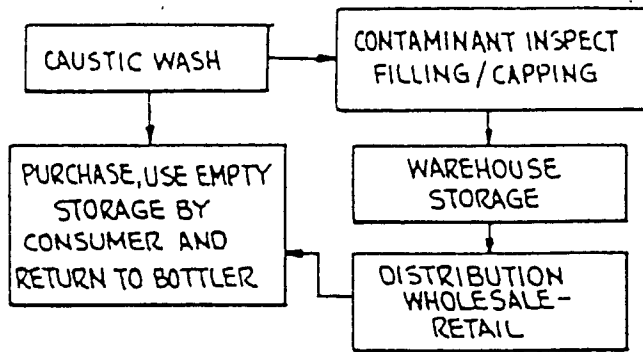 CAUSTIC WASH
CONTAMINANT INSPECT
FILLING/CAPPING
PURCHASE, USE EMPTY
STORAGE BY
CONSUMER AND
RETURN TO BOTTLER
WAREHOUSE
STORAGE
DISTRIBUTION
WHOLESALE-
RETAIL